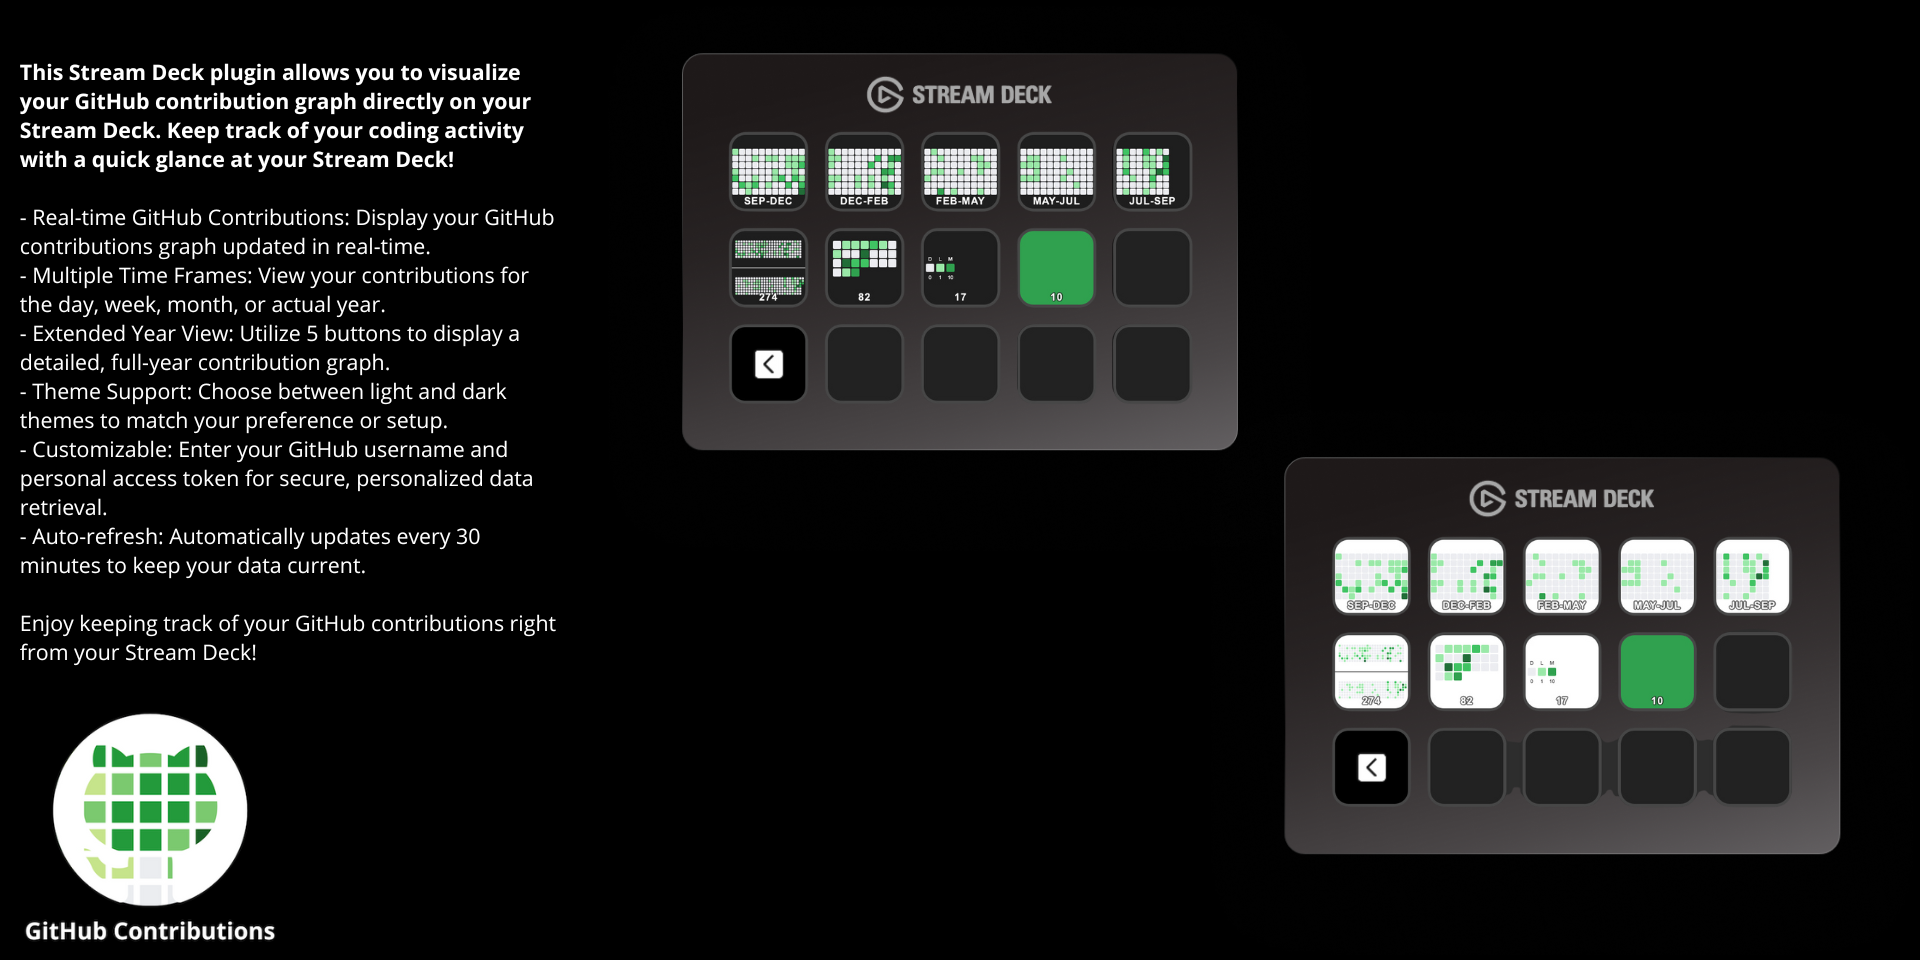 This Stream Deck plugin allows you to visualize
your GitHub contribution graph directly on your
Stream Deck. Keep track of your coding activity
with a quick glance at your Stream Deck!
- Real-time GitHub Contributions: Display your GitHub
contributions graph updated in real-time.
- Multiple Time Frames: View your contributions for
the day, week, month, or actual year.
- Extended Year View: Utilize 5 buttons to display a
detailed, full-year contribution graph.
- Theme Support: Choose between light and dark
themes to match your preference or setup.
- Customizable: Enter your GitHub username and
personal access token for secure, personalized data
retrieval.
- Auto-refresh: Automatically updates every 30
minutes to keep your data current.
Enjoy keeping track of your GitHub contributions right
from your Stream Deck!
GitHub Contributions
STREAM DECK
SEP-DEC DEC-FEB FEB-MAY MAY-JUL JUL-SEP
D L M
0 1 10
274 82 17 10
STREAM DECK
SEP-DEC DEC-FEB FEB-MAY MAY-JUL JUL-SEP
D L M
0 1 10
274 82 17 10